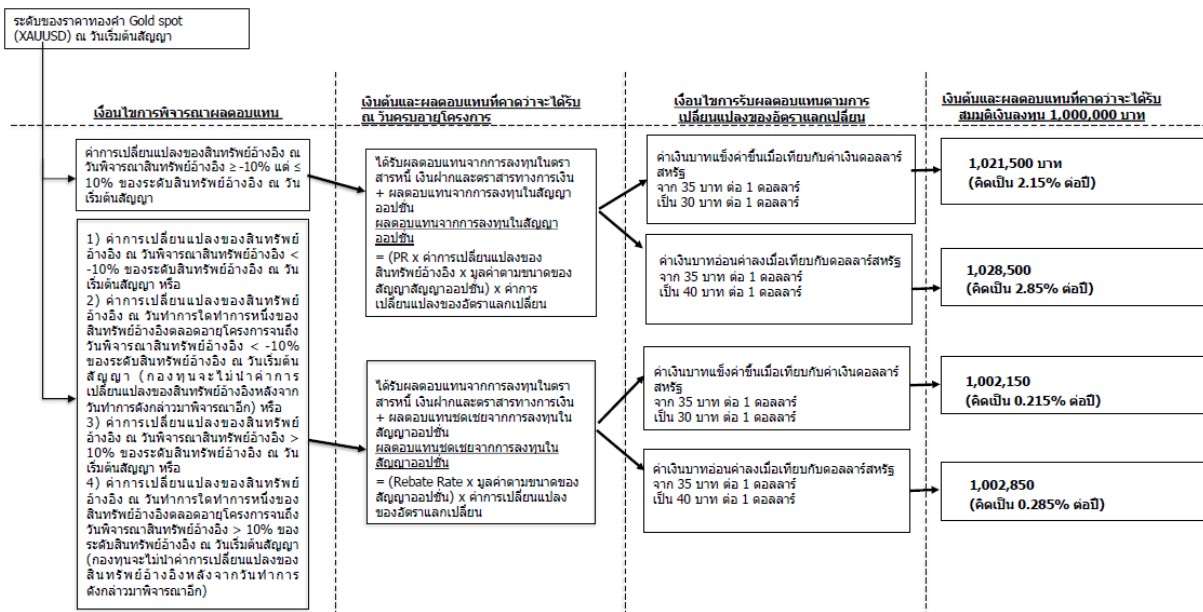 ระดับของราคาทองคำ Gold spot
(XAUUSD) ณ วันเริ่มต้นสัญญา
เงื่อนไขการพิจารณาผลตอบแทน
เงินต้นและผลตอบแทนที่คาดว่าจะได้รับ
ณ วันครบอายุโครงการ
เงื่อนไขการรับผลตอบแทนตามการ
เปลี่ยนแปลงของอัตราแลกเปลี่ยน
เงินต้นและผลตอบแทนที่คาดว่าจะได้รับ
สมมุติเงินลงทุน 1,000,000 บาท
ค่าการเปลี่ยนแปลงของสินทรัพย์อ้างอิง ณ
วันพิจารณาสินทรัพย์อ้างอิง ≥ -10% แต่ ≤
10% ของระดับสินทรัพย์อ้างอิง ณ วัน
เริ่มต้นสัญญา
1) ค่าการเปลี่ยนแปลงของสินทรัพย์
อ้างอิง ณ วันพิจารณาสินทรัพย์อ้างอิง <
-10% ของระดับสินทรัพย์อ้างอิง ณ วัน
เริ่มต้นสัญญา หรือ
2) ค่าการเปลี่ยนแปลงของสินทรัพย์
อ้างอิง ณ วันทำการใดทำการหนึ่งของ
สินทรัพย์อ้างอิงตลอดอายุโครงการจนถึง
วันพิจารณาสินทรัพย์อ้างอิง < -10%
ของระดับสินทรัพย์อ้างอิง ณ วันเริ่มต้น
สัญญา (กองทุนจะไม่นำค่าการ
เปลี่ยนแปลงของสินทรัพย์อ้างอิงหลังจาก
วันทำการดังกล่าวมาพิจารณาอีก) หรือ
3) ค่าการเปลี่ยนแปลงของสินทรัพย์
อ้างอิง ณ วันพิจารณาสินทรัพย์อ้างอิง >
10% ของระดับสินทรัพย์อ้างอิง ณ วัน
เริ่มต้นสัญญา หรือ
4) ค่าการเปลี่ยนแปลงของสินทรัพย์
อ้างอิง ณ วันทำการใดทำการหนึ่งของ
สินทรัพย์อ้างอิงตลอดอายุโครงการจนถึง
วันพิจารณาสินทรัพย์อ้างอิง > 10% ของ
ระดับสินทรัพย์อ้างอิง ณ วันเริ่มต้นสัญญา
(กองทุนจะไม่นำค่าการเปลี่ยนแปลงของ
สินทรัพย์อ้างอิงหลังจากวันทำการ
ดังกล่าวมาพิจารณาอีก)
ได้รับผลตอบแทนจากการลงทุนในตรา
สารหนี้ เงินฝากและตราสารทางการเงิน
+ ผลตอบแทนจากการลงทุนในสัญญา
ออปชั่น
ผลตอบแทนจากการลงทุนในสัญญา
ออปชั่น
= (PR x ค่าการเปลี่ยนแปลงของ
สินทรัพย์อ้างอิง x มูลค่าตามขนาดของ
สัญญาสัญญาออปชั่น) x ค่าการ
เปลี่ยนแปลงของอัตราแลกเปลี่ยน
ได้รับผลตอบแทนจากการลงทุนในตรา
สารหนี้ เงินฝากและตราสารทางการเงิน
+ ผลตอบแทนชดเชยจากการลงทุนใน
สัญญาออปชั่น
ผลตอบแทนชดเชยจากการลงทุนใน
สัญญาออปชั่น
= (Rebate Rate x มูลค่าตามขนาดของ
สัญญาออปชั่น) x ค่าการเปลี่ยนแปลง
ของอัตราแลกเปลี่ยน
ค่าเงินบาทแข็งค่าขึ้นเมื่อเทียบกับค่าเงินดอลลาร์
สหรัฐ
จาก 35 บาท ต่อ 1 ดอลลาร์
เป็น 30 บาท ต่อ 1 ดอลลาร์
ค่าเงินบาทอ่อนค่าลงเมื่อเทียบกับดอลลาร์สหรัฐ
จาก 35 บาท ต่อ 1 ดอลลาร์
เป็น 40 บาท ต่อ 1 ดอลลาร์
ค่าเงินบาทแข็งค่าขึ้นเมื่อเทียบกับค่าเงินดอลลาร์
สหรัฐ
จาก 35 บาท ต่อ 1 ดอลลาร์
เป็น 30 บาท ต่อ 1 ดอลลาร์
ค่าเงินบาทอ่อนค่าลงเมื่อเทียบกับดอลลาร์สหรัฐ
จาก 35 บาท ต่อ 1 ดอลลาร์
เป็น 40 บาท ต่อ 1 ดอลลาร์
1,021,500 บาท
(คิดเป็น 2.15% ต่อปี)
1,028,500
(คิดเป็น 2.85% ต่อปี)
1,002,150
(คิดเป็น 0.215% ต่อปี)
1,002,850
(คิดเป็น 0.285% ต่อปี)